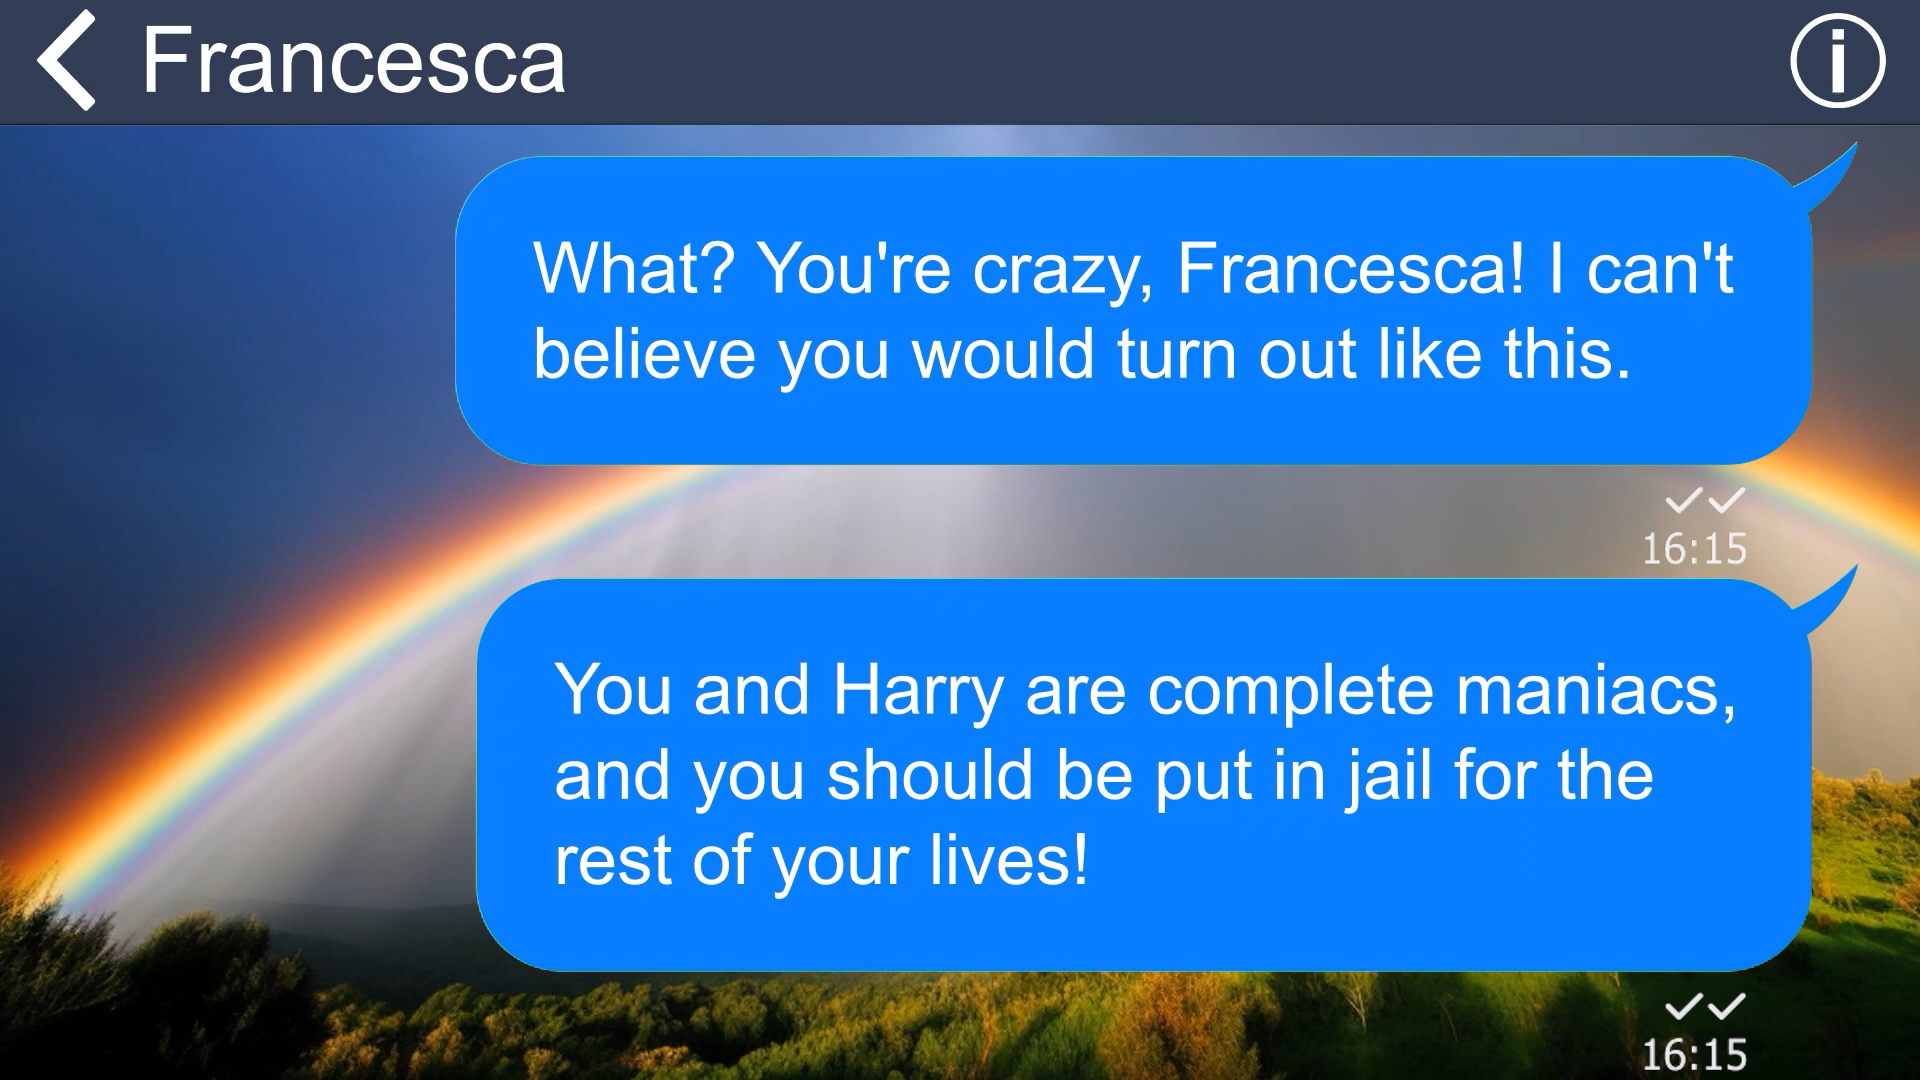 Francesca
What? You're crazy, Francesca! I can't
believe you would turn out like this.
16:15
You and Harry are complete maniacs,
and you should be put in jail for the
rest of your lives!
16:15